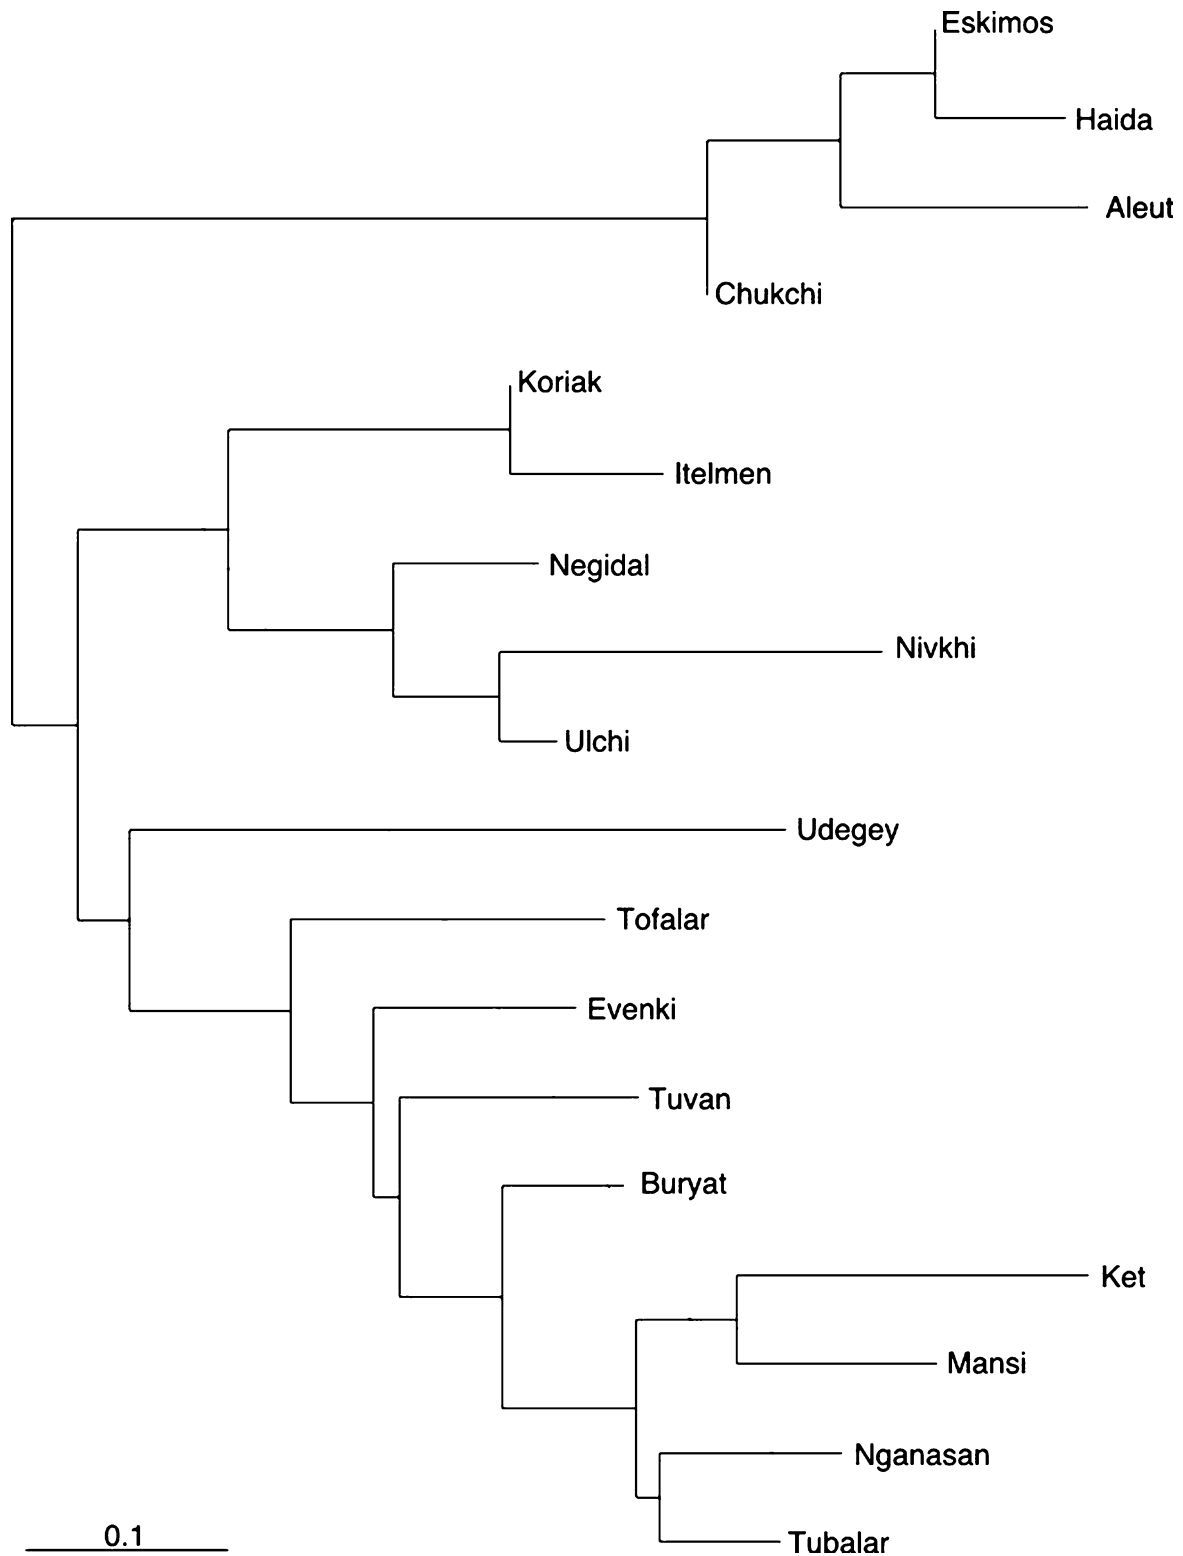 Eskimos
Haida
Aleut
Chukchi
Koriak
Itelmen
Negidal
Nivkhi
Ulchi
Udegey
Tofalar
Evenki
Tuvan
Buryat
Ket
Mansi
Nganasan
Tubalar
0.1